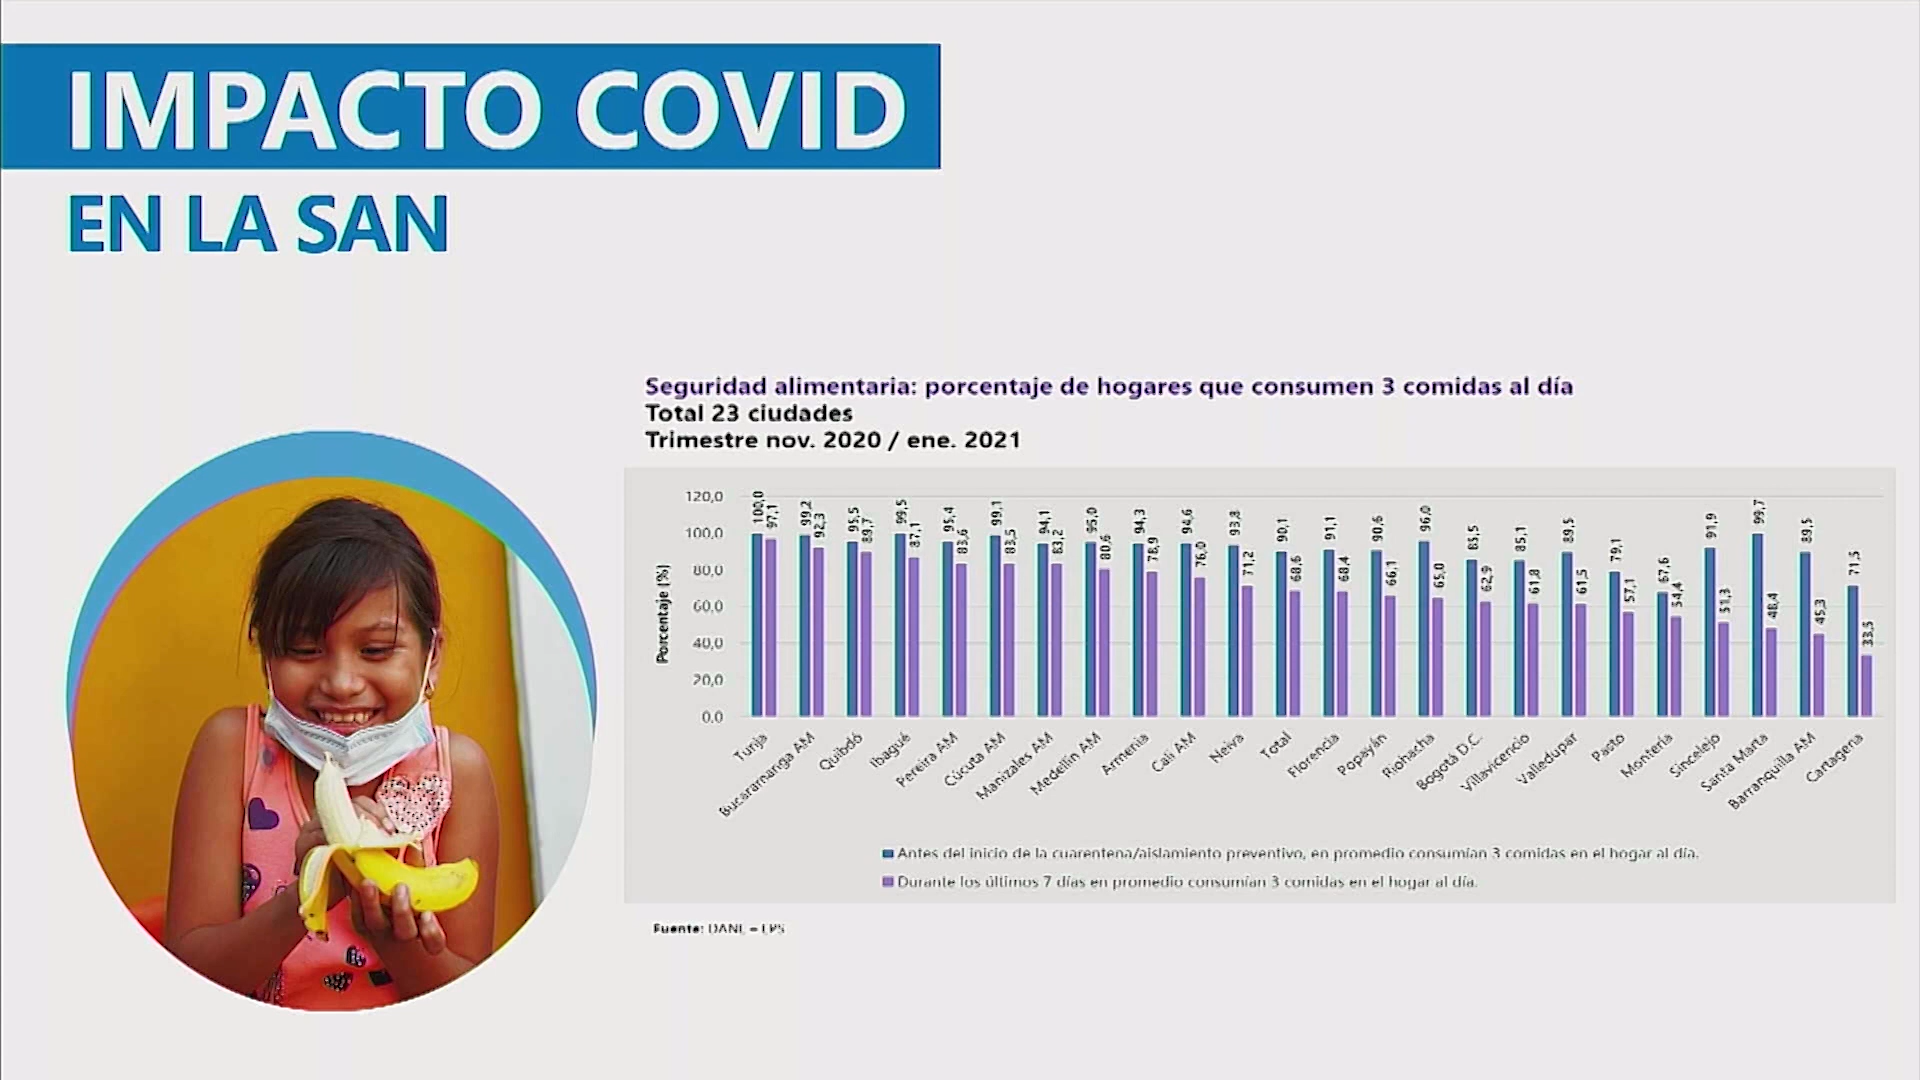 IMPACTO COVID
EN LA SAN
Seguridad alimentaria: porcentaje de hogares que consumen 3 comidas al día
Total 23 ciudades
Trimestre nov. 2020 / ene. 2021
Porcentaje (%)
120,0
100,0
80,0
60,0
40,0
20,0
0,0
100,0 97,1 99,2 92,3 95,5 89,7 99,5 87,1 95,4 83,6 99,1 83,5 94,1 83,2 95,0 80,6 94,3 78,9 94,6 76,0 93,8 71,2 90,1 68,6 91,1 68,4 90,6 66,1 96,0 65,0 85,5 62,9 85,1 61,8 89,5 61,5 79,1 57,1 67,6 54,4 91,9 51,3 99,7 48,4 89,5 45,3 71,5 33,5
Tunja Bucaramanga AM Quibdó Ibagué Pereira AM Cúcuta AM Manizales AM Medellín AM Armenia Cali AM Neiva Total Florencia Popayán Riohacha Bogotá D.C. Villavicencio Valledupar Pasto Montería Sincelejo Santa Marta Barranquilla AM Cartagena
Antes del inicio de la cuarentena/aislamiento preventivo, en promedio consumían 3 comidas en el hogar al día.
Durante los últimos 7 días en promedio consumían 3 comidas en el hogar al día.
Fuente: DANE – EPS